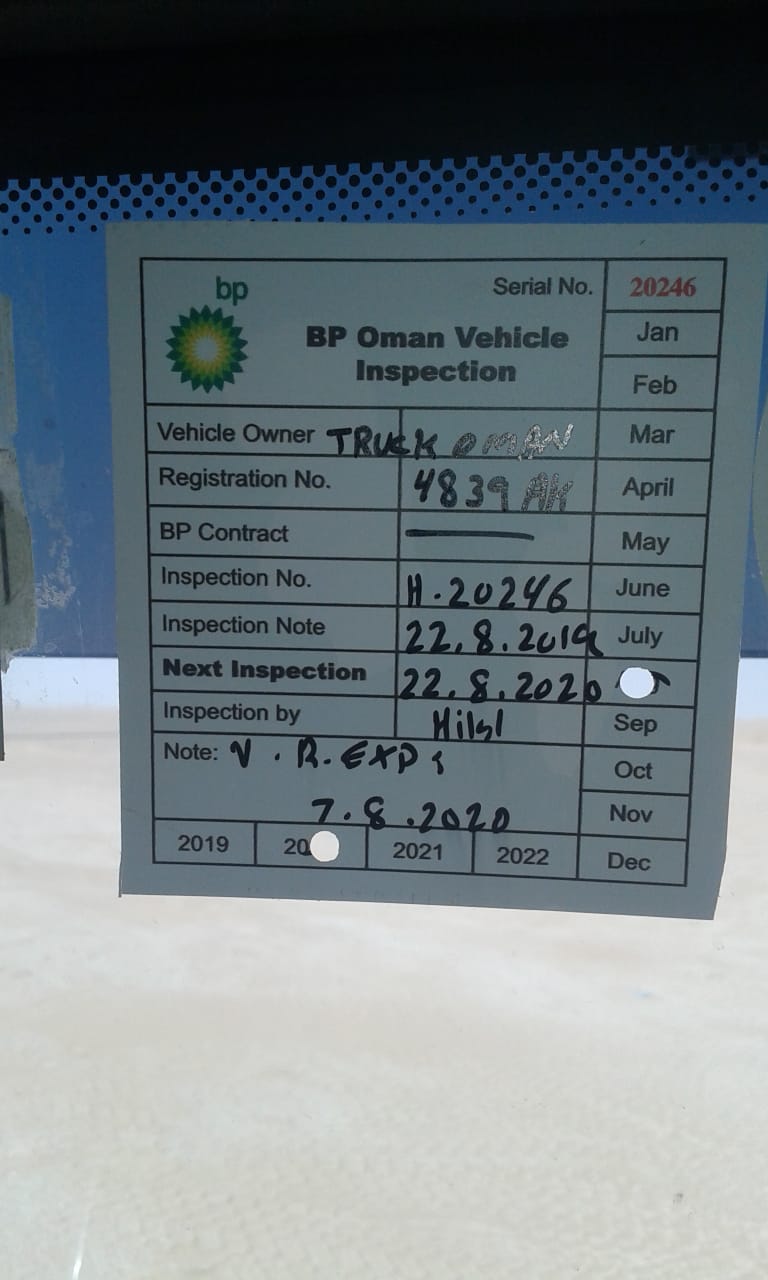 bp
Serial No. 20246
BP Oman Vehicle
Inspection
Jan
Feb
Vehicle Owner TRUCK OMAN
Mar
Registration No. 4839
April
BP Contract
May
Inspection No. H.20246
June
Inspection Note 22.8.2019
July
Next Inspection 22.8.2020
Inspection by
Sep
Note: V.R.EXP:
Oct
7.8.2020
Nov
2019 20 2021 2022
Dec